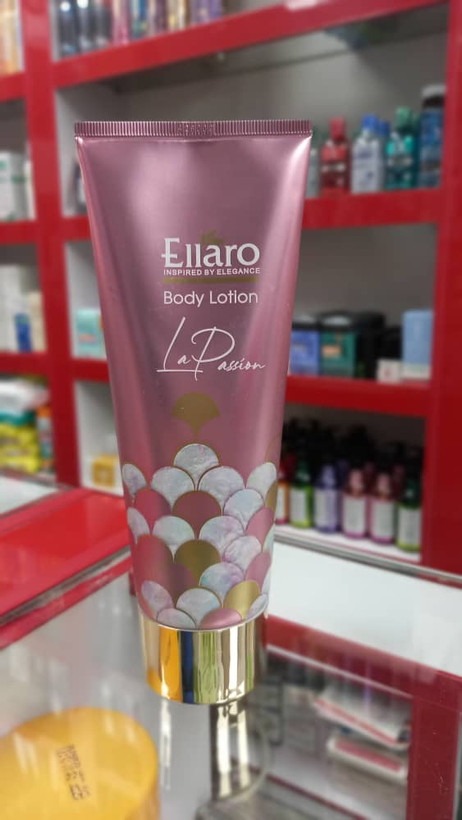 Ellaro
INSPIRED BY ELEGANCE
Body Lotion
La Passion